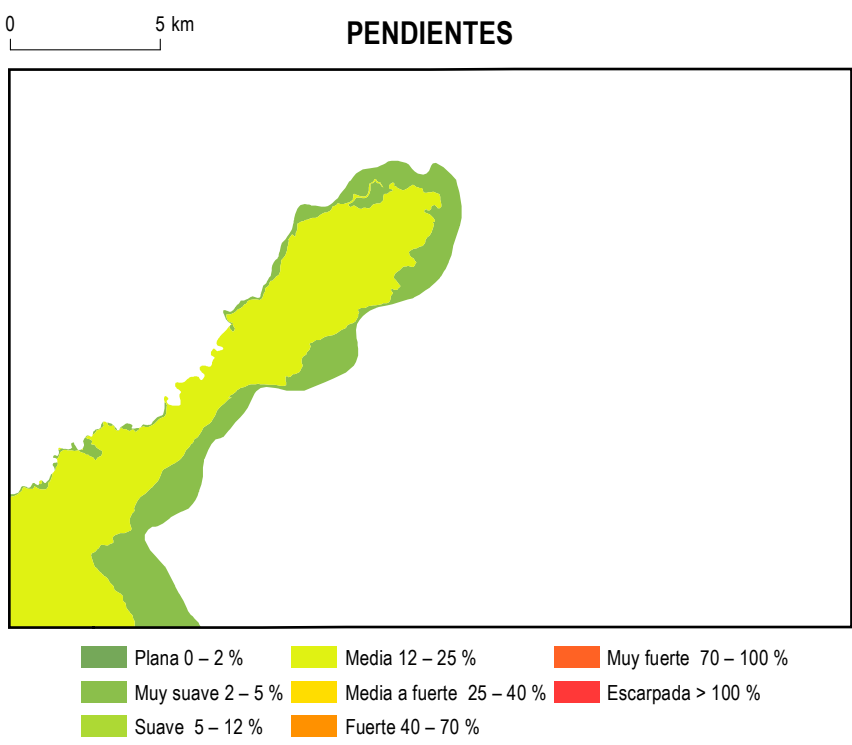 0 5 km
PENDIENTES
Plana 0 – 2 %
Muy suave 2 – 5 %
Suave 5 – 12 %
Media 12 – 25 %
Media a fuerte 25 – 40 %
Fuerte 40 – 70 %
Muy fuerte 70 – 100 %
Escarpada > 100 %